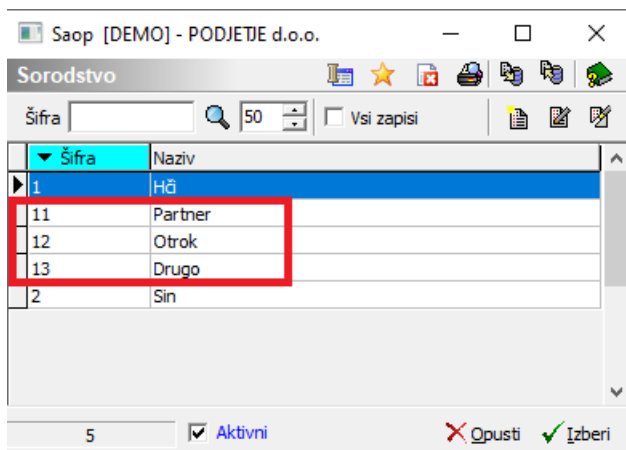 Saop [DEMO] - PODJETJE d.o.o.
Sorodstvo
Šifra 50 Vsi zapisi
Šifra Naziv
1 Hči
11 Partner
12 Otrok
13 Drugo
2 Sin
5 Aktivni Opusti Izberi